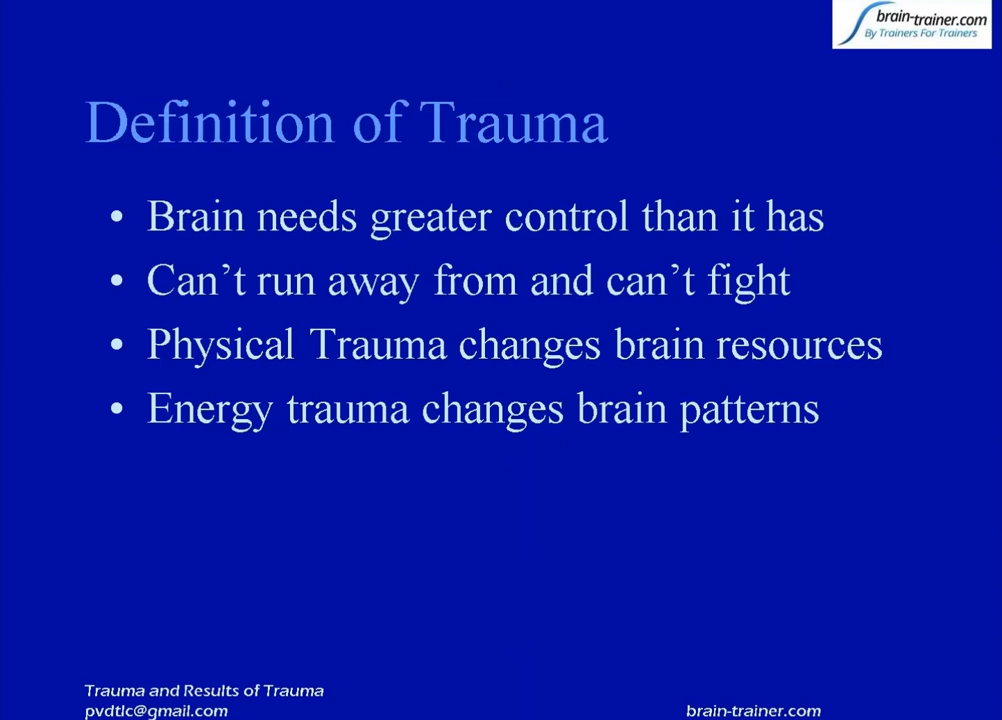 brain-trainer.com
By Trainers For Trainers
Definition of Trauma
• Brain needs greater control than it has
• Can’t run away from and can’t fight
• Physical Trauma changes brain resources
• Energy trauma changes brain patterns
Trauma and Results of Trauma
pvdtlc@gmail.com
brain-trainer.com